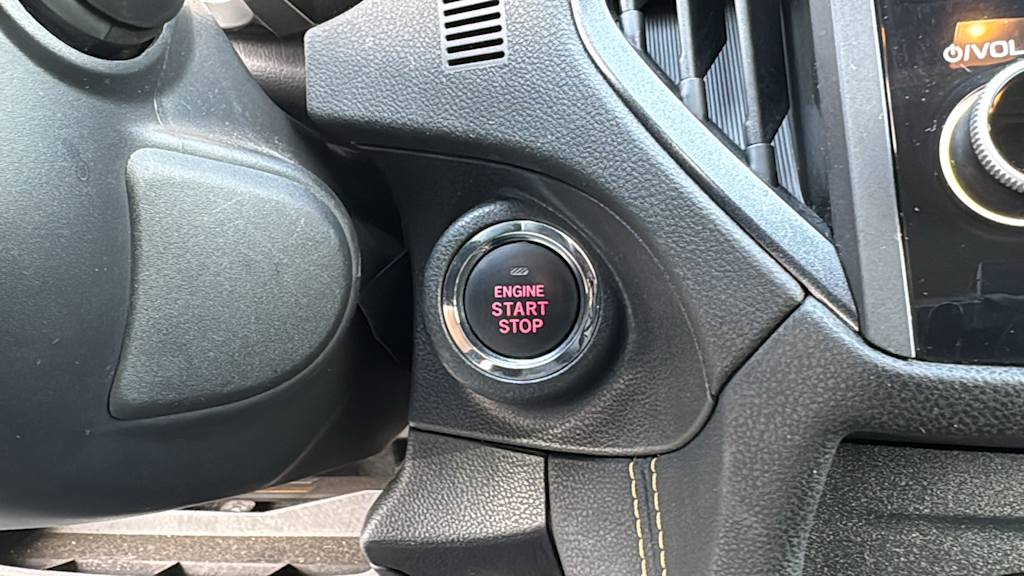 ENGINE
START
STOP
/VOL